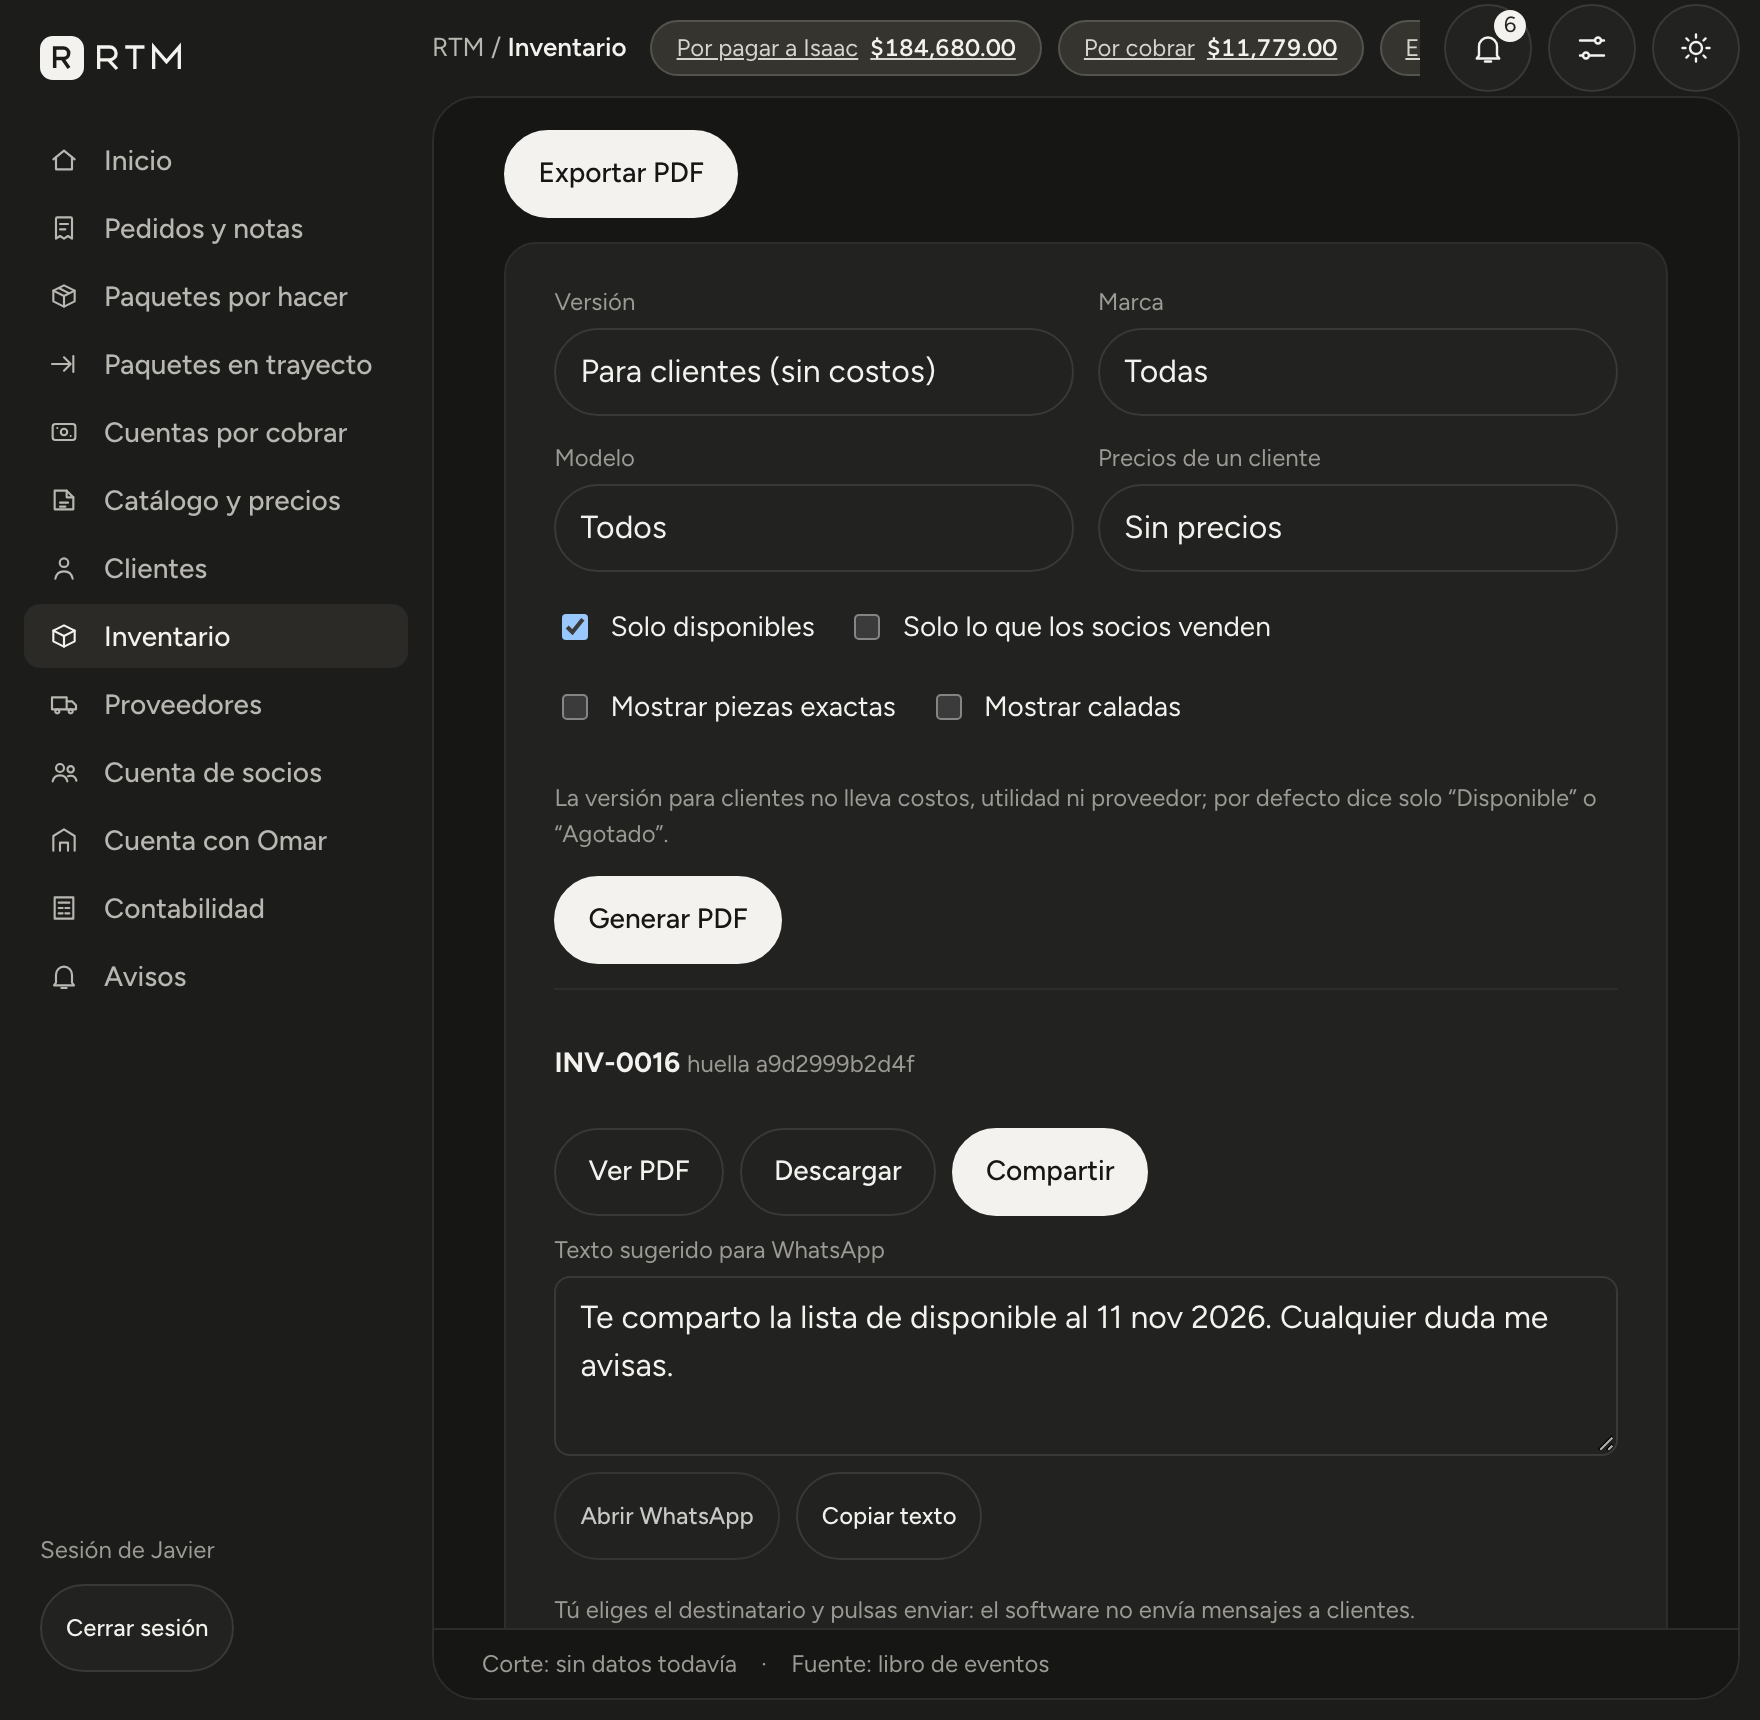 R RTM
RTM / Inventario
Por pagar a Isaac $184,680.00
Por cobrar $11,779.00
E
6
Inicio
Pedidos y notas
Paquetes por hacer
Paquetes en trayecto
Cuentas por cobrar
Catálogo y precios
Clientes
Inventario
Proveedores
Cuenta de socios
Cuenta con Omar
Contabilidad
Avisos
Sesión de Javier
Cerrar sesión
Exportar PDF
Versión
Para clientes (sin costos)
Marca
Todas
Modelo
Todos
Precios de un cliente
Sin precios
Solo disponibles
Solo lo que los socios venden
Mostrar piezas exactas
Mostrar caladas
La versión para clientes no lleva costos, utilidad ni proveedor; por defecto dice solo “Disponible” o
“Agotado”.
Generar PDF
INV-0016 huella a9d2999b2d4f
Ver PDF
Descargar
Compartir
Texto sugerido para WhatsApp
Te comparto la lista de disponible al 11 nov 2026. Cualquier duda me
avisas.
Abrir WhatsApp
Copiar texto
Tú eliges el destinatario y pulsas enviar: el software no envía mensajes a clientes.
Corte: sin datos todavía · Fuente: libro de eventos